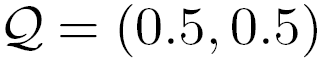 𝒬 = (0.5, 0.5)